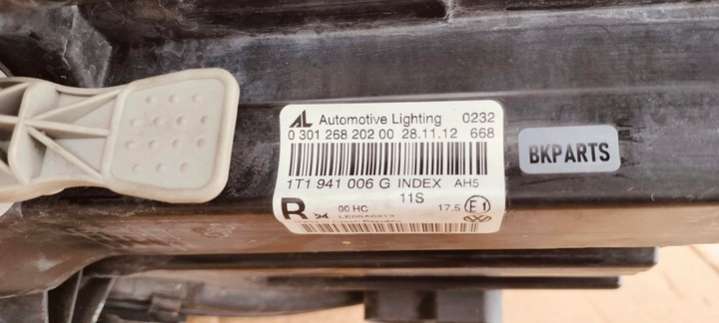 AL Automotive Lighting 0232
0 301 268 202 00 28.11.12 668
1T1 941 006 G INDEX AH5
11S
R 00 HC 17.5 E1
BKPARTS